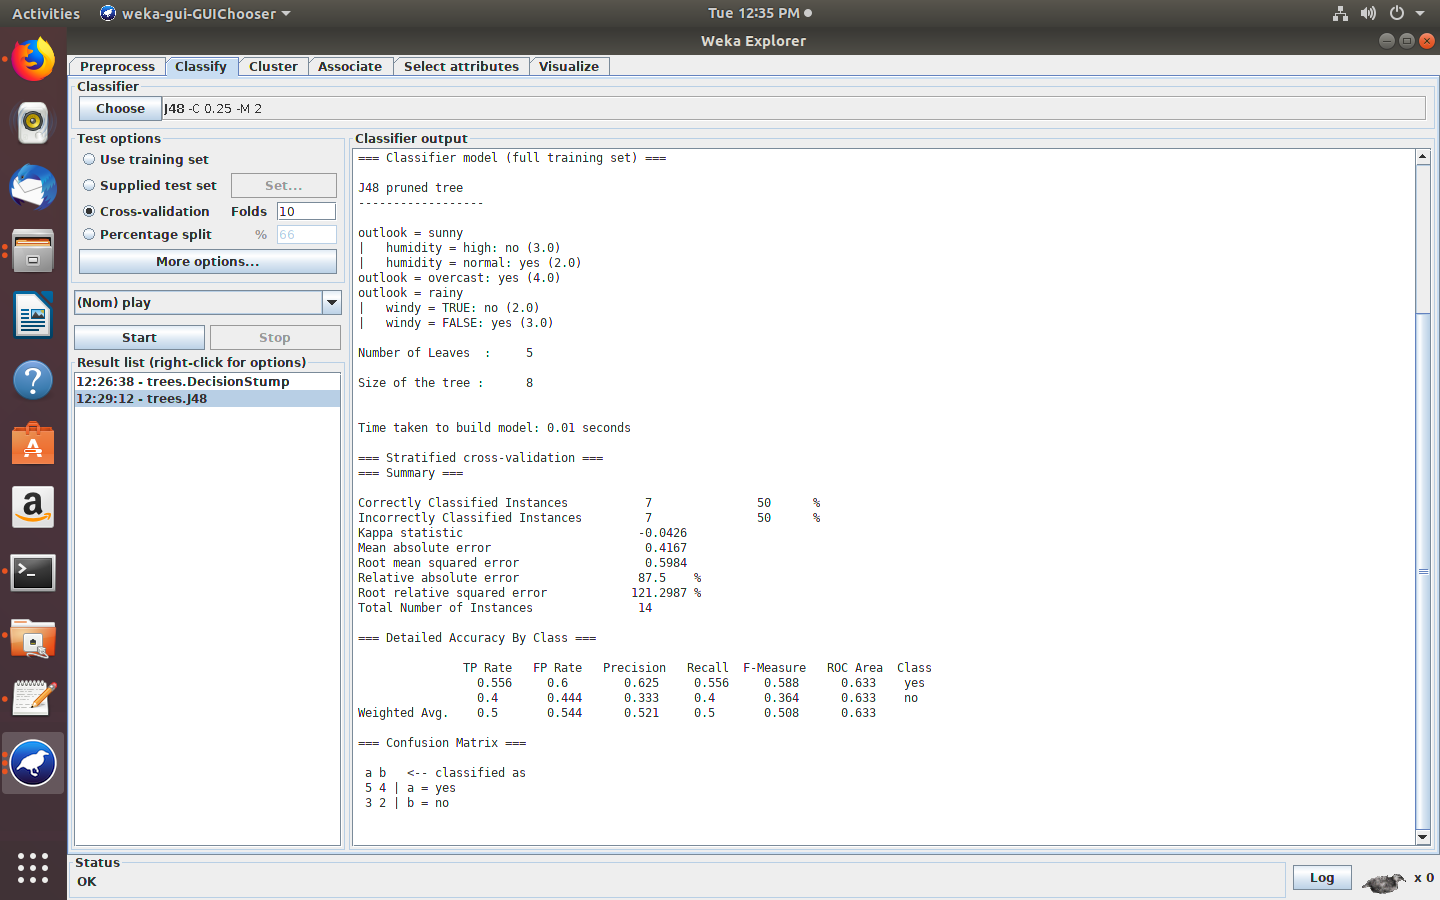 Activities weka-gui-GUIChooser Tue 12:35 PM
Weka Explorer
Preprocess Classify Cluster Associate Select attributes Visualize
Classifier
Choose J48 -C 0.25 -M 2
Test options
Use training set
Supplied test set Set...
Cross-validation Folds 10
Percentage split % 66
More options...
(Nom) play
Start Stop
Result list (right-click for options)
12:26:38 - trees.DecisionStump
12:29:12 - trees.J48
Classifier output
=== Classifier model (full training set) ===
J48 pruned tree
------------------
outlook = sunny
|   humidity = high: no (3.0)
|   humidity = normal: yes (2.0)
outlook = overcast: yes (4.0)
outlook = rainy
|   windy = TRUE: no (2.0)
|   windy = FALSE: yes (3.0)
Number of Leaves  :     5
Size of the tree :      8
Time taken to build model: 0.01 seconds
=== Stratified cross-validation ===
=== Summary ===
Correctly Classified Instances           7               50      %
Incorrectly Classified Instances         7               50      %
Kappa statistic                         -0.0426
Mean absolute error                      0.4167
Root mean squared error                  0.5984
Relative absolute error                 87.5    %
Root relative squared error            121.2987 %
Total Number of Instances               14
=== Detailed Accuracy By Class ===
TP Rate   FP Rate   Precision   Recall  F-Measure   ROC Area  Class
0.556     0.6        0.625     0.556     0.588      0.633    yes
0.4       0.444      0.333     0.4       0.364      0.633    no
Weighted Avg.    0.5       0.544      0.521     0.5       0.508      0.633
=== Confusion Matrix ===
a b   <-- classified as
5 4 | a = yes
3 2 | b = no
Status
OK
Log x 0